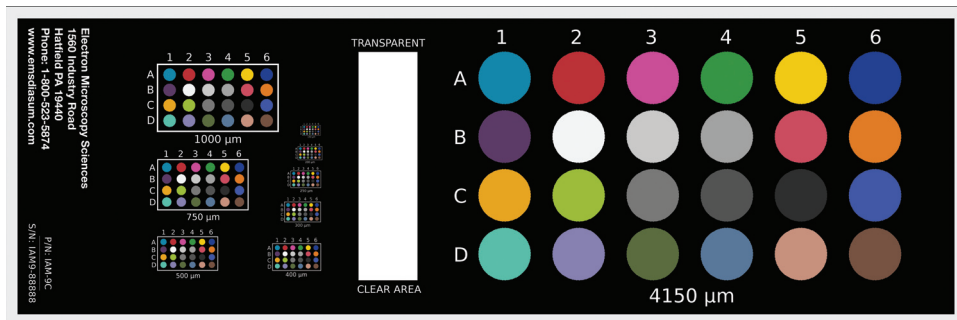 Electron Microscopy Sciences
1560 Industry Road
Hatfield PA 19440
Phone: 1-800-523-5874
www.emsdiasum.com
P/N: IAM-9C
S/N: IAM9-88888
1 2 3 4 5 6
A
B
C
D
1000 µm
1 2 3 4 5 6
A
B
C
D
750 µm
1 2 3 4 5 6
A
B
C
D
500 µm
1 2 3 4 5 6
A
B
C
D
400 µm
300 µm
TRANSPARENT
CLEAR AREA
1 2 3 4 5 6
A
B
C
D
4150 µm